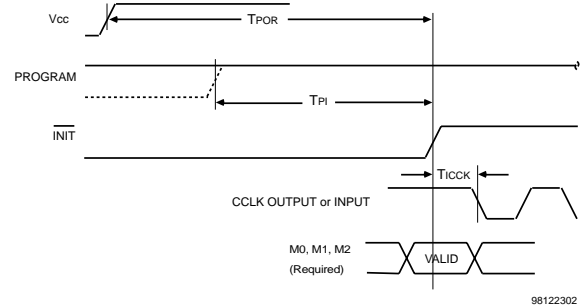 Vcc
TPOR
PROGRAM
TPI
INIT
TICCK
CCLK OUTPUT or INPUT
M0, M1, M2
(Required)
VALID
98122302